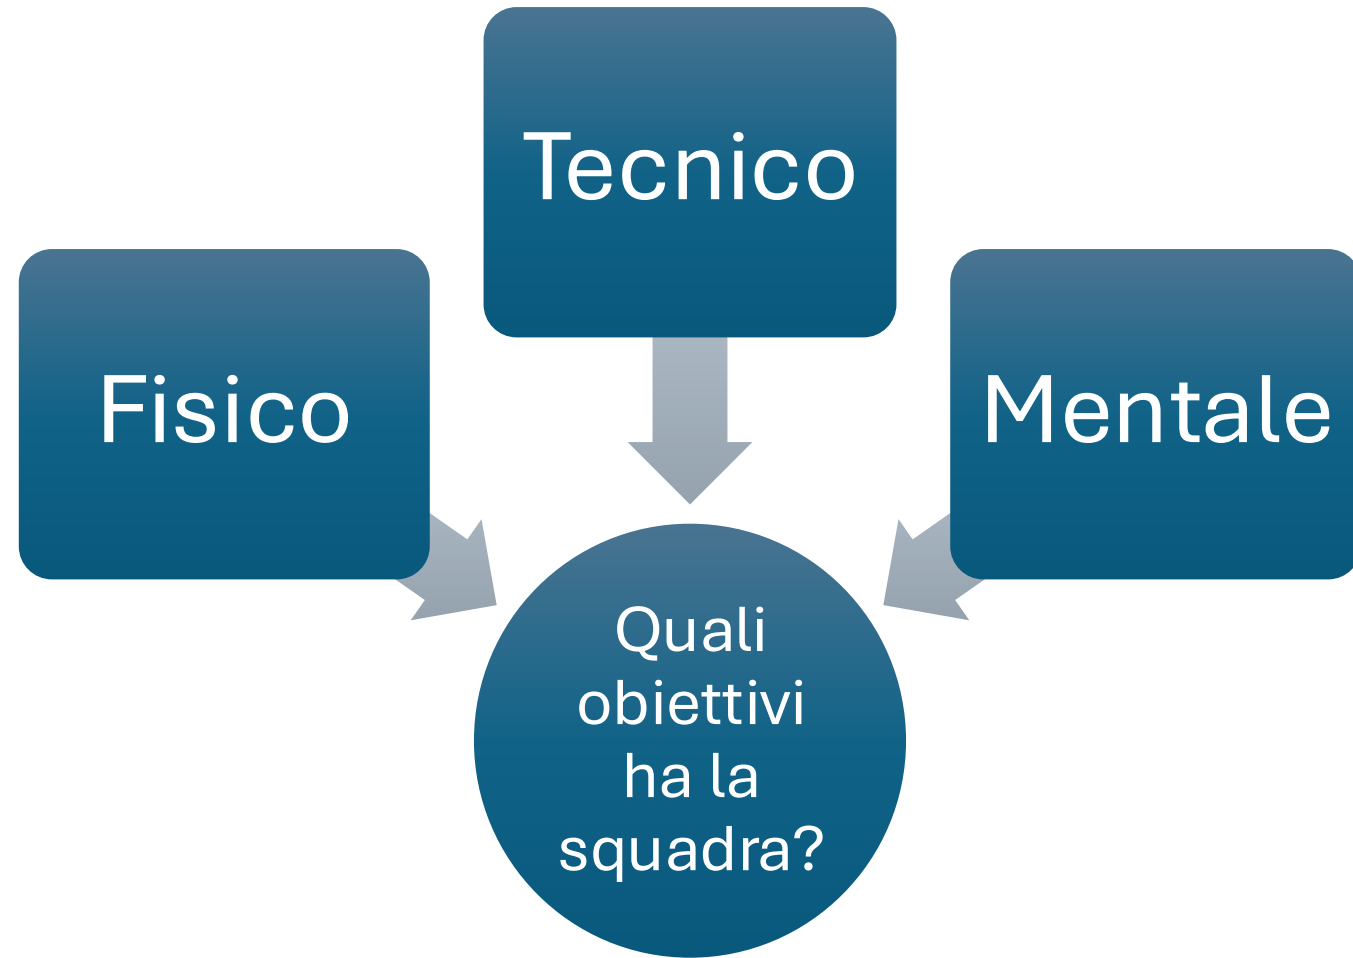 Tecnico
Fisico
Mentale
Quali
obiettivi
ha la
squadra?